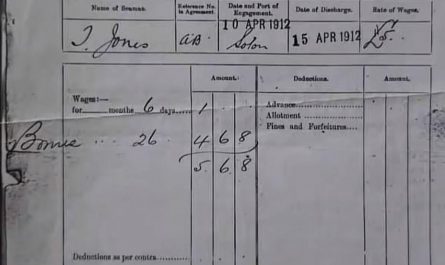 Name of Seaman. Reference No. in Agreement. Date and Port of Engagement. Date of Discharge. Rate of Wages.
T. Jones AB 10 APR 1912 Soton 15 APR 1912 £5.
Amount. Deductions. Amount.
Wages:—
for........months 6 days.... 1 . . Advance
Allotment
Fines and Forfeitures....
Bonus ... 26 4 6 8
5 6 8
Deductions as per contra............